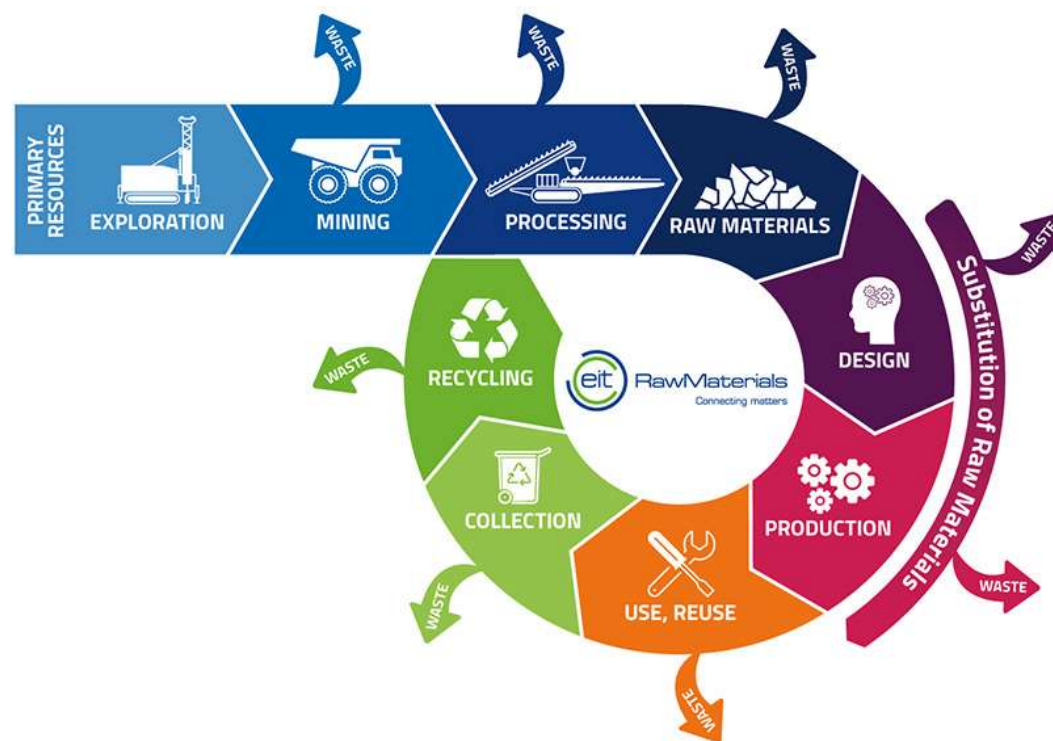 WASTE
WASTE
WASTE
PRIMARY
RESOURCES
EXPLORATION
MINING
PROCESSING
RAW MATERIALS
WASTE
Substitution of Raw Materials
DESIGN
PRODUCTION
WASTE
USE, REUSE
WASTE
COLLECTION
WASTE
RECYCLING
WASTE
eit RawMaterials
Connecting matters